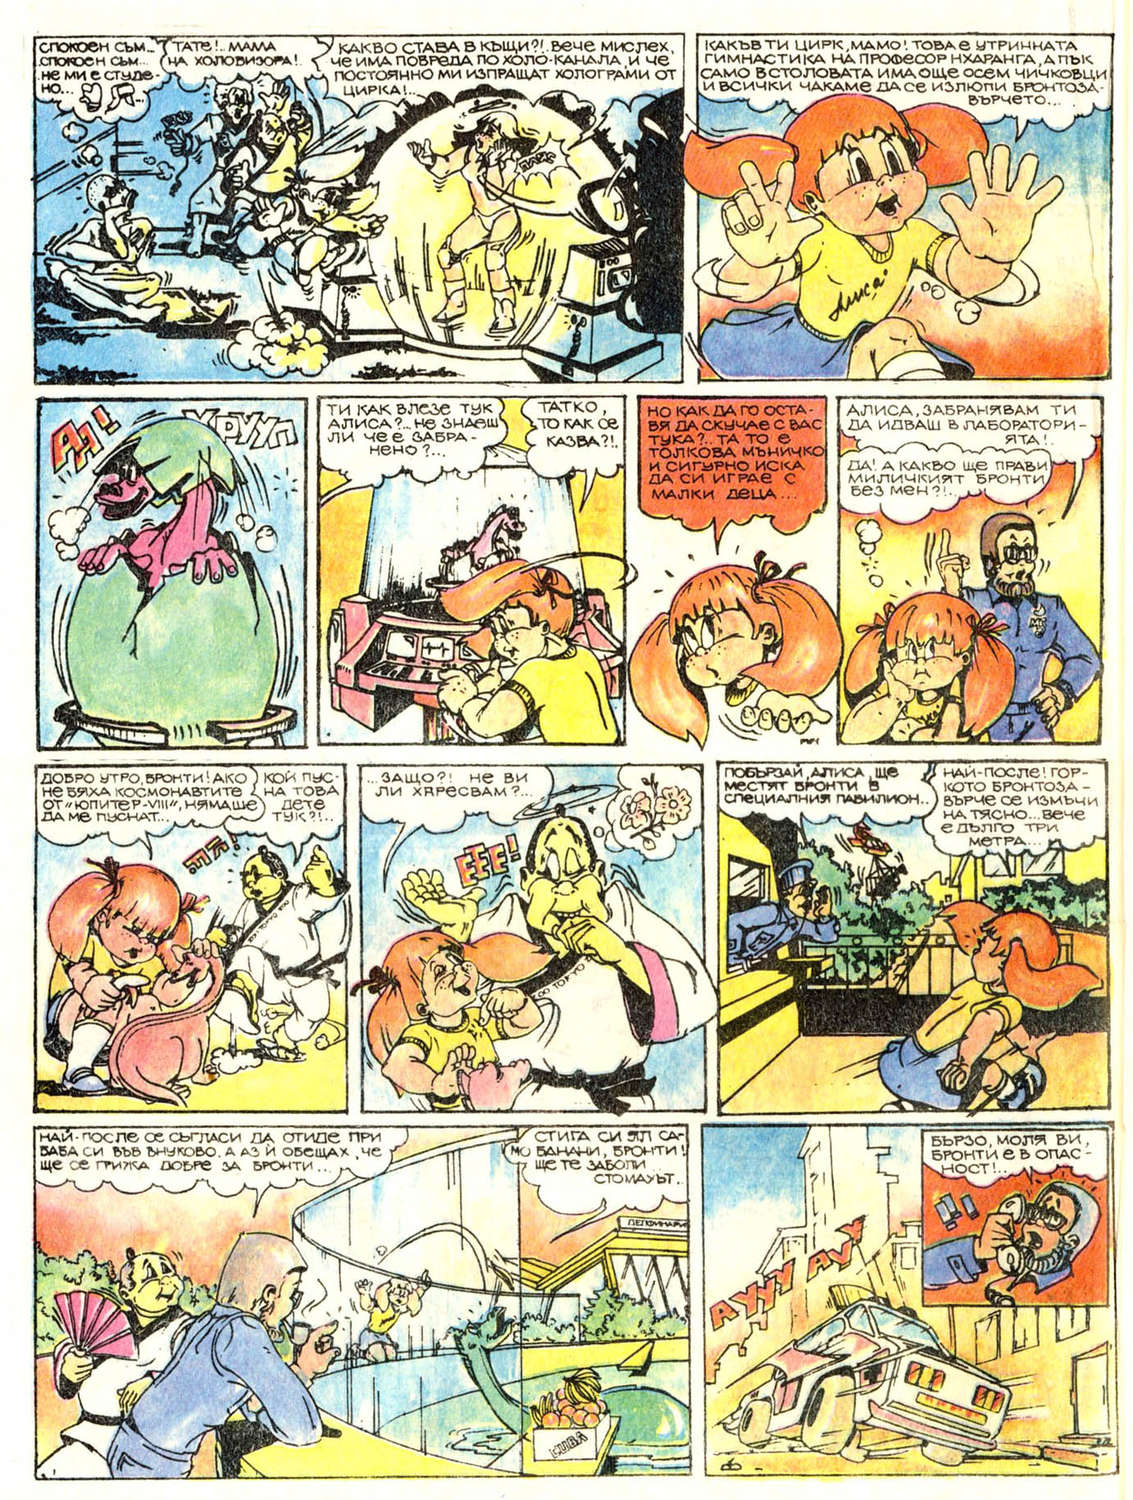 СПОКОЕН СЪМ...
СПОКОЕН СЪМ...
НЕ МИ Е СТУДЕ-
НО...
ТАТЕ!.. МАМА
НА ХОЛОВИЗОРА!
КАКВО СТАВА В КЪЩИ?!. ВЕЧЕ МИСЛЕХ,
ЧЕ ИМА ПОВРЕДА ПО ХОЛО-КАНАЛА, И ЧЕ
ПОСТОЯННО МИ ИЗПРАЩАТ ХОЛОГРАМИ ОТ
ЦИРКА!...
КАКЪВ ТИ ЦИРК, МАМО! ТОВА Е УТРИННАТА
ГИМНАСТИКА НА ПРОФЕСОР НХАРАНГА, А ПЪК
САМО В СТОЛОВАТА ИМА ОЩЕ ОСЕМ ЧИЧКОВЦИ
И ВСИЧКИ ЧАКАМЕ ДА СЕ ИЗЛЮПИ БРОНТОЗА-
ВЪРЧЕТО...
Алиса
АА!
ХРУУП
ТИ КАК ВЛЕЗЕ ТУК
АЛИСА?... НЕ ЗНАЕШ
ЛИ ЧЕ Е ЗАБРА-
НЕНО?...
ТАТКО,
ТО КАК СЕ
КАЗВА?!.
НО КАК ДА ГО ОСТА-
ВЯ ДА СКУЧАЕ С ВАС
ТУКА?.. ТА ТО Е
ТОЛКОВА МЪНИЧКО
И СИГУРНО ИСКА
ДА СИ ИГРАЕ С
МАЛКИ ДЕЦА...
АЛИСА, ЗАБРАНЯВАМ ТИ
ДА ИДВАШ В ЛАБОРАТОРИ-
ЯТА!.
ДА! А КАКВО ЩЕ ПРАВИ
МИЛИЧКИЯТ БРОНТИ
БЕЗ МЕН?!.
ДОБРО УТРО, БРОНТИ! АКО
НЕ БЯХА КОСМОНАВТИТЕ
ОТ "ЮПИТЕР-VIII", НЯМАШЕ
ДА МЕ ПУСНАТ...
КОЙ ПУС-
НА ТОВА
ДЕТЕ
ТУК?!..
...ЗАЩО?! НЕ ВИ
ЛИ ХАРЕСВАМ?...
ЕЕЕ!
ПОБЪРЗАЙ, АЛИСА, ЩЕ
МЕСТЯТ БРОНТИ В
СПЕЦИАЛНИЯ ПАВИЛИОН...
НАЙ-ПОСЛЕ! ГОР-
КОТО БРОНТОЗА-
ВЪРЧЕ СЕ ИЗМЪЧИ
НА ТЯСНО... ВЕЧЕ
Е ДЪЛГО ТРИ
МЕТРА...
НАЙ-ПОСЛЕ СЕ СЪГЛАСИ ДА ОТИДЕ ПРИ
БАБА СИ ВЪВ ВНУКОВО. А АЗ Ѝ ОБЕЩАХ, ЧЕ
ЩЕ СЕ ГРИЖА ДОБРЕ ЗА БРОНТИ...
СТИГА СИ ЯЛ СА-
МО БАНАНИ, БРОНТИ!
ЩЕ ТЕ ЗАБОЛИ
СТОМАХЪТ...
ДЕЛФИНАРИ
CUBA
АУУУ АУУ
БЪРЗО, МОЛЯ ВИ,
БРОНТИ Е В ОПАС-
НОСТ!..